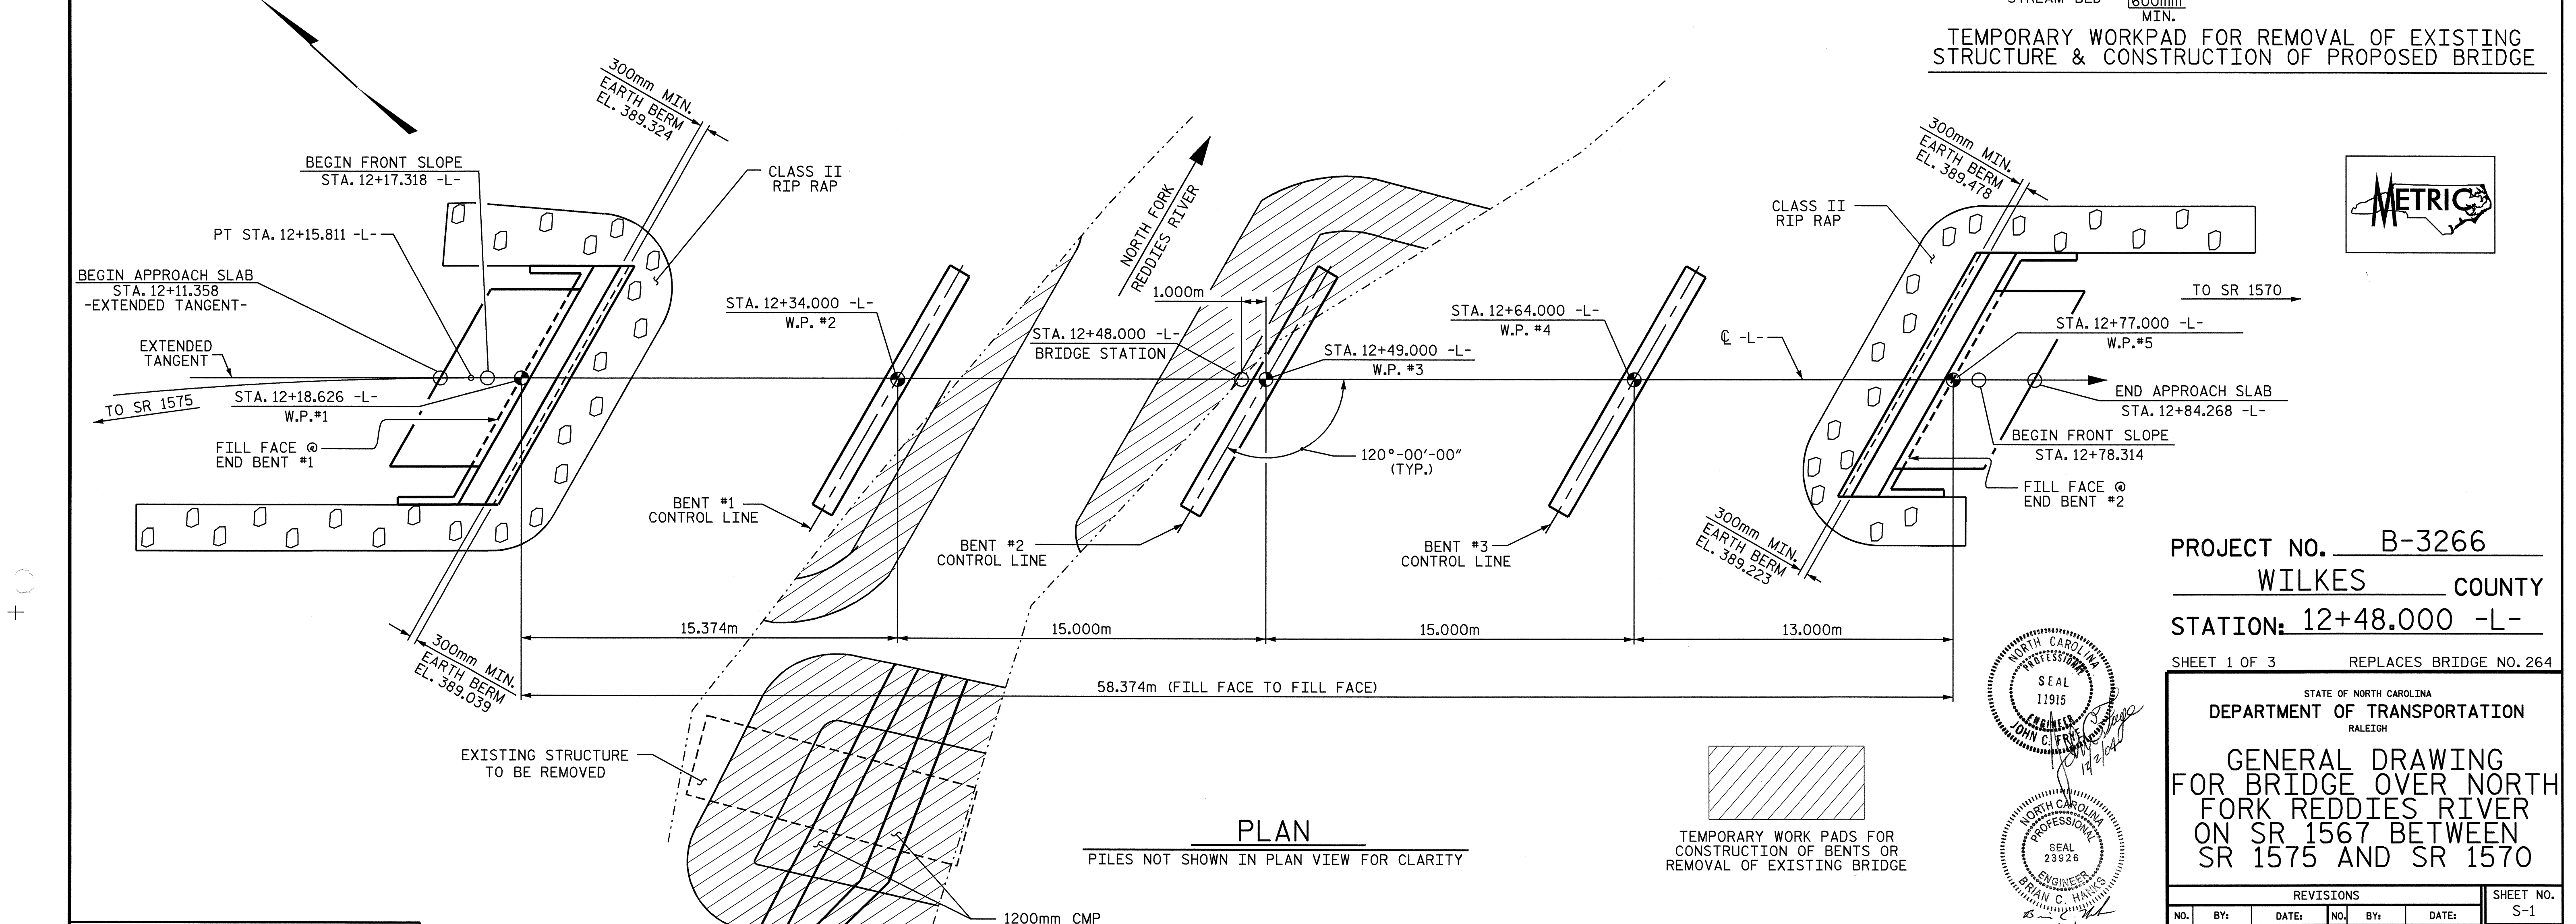 STREAM BED
600mm
MIN.
TEMPORARY WORKPAD FOR REMOVAL OF EXISTING
STRUCTURE & CONSTRUCTION OF PROPOSED BRIDGE
300mm MIN.
EARTH BERM
EL. 389.324
BEGIN FRONT SLOPE
STA. 12+17.318 -L-
CLASS II
RIP RAP
PT STA. 12+15.811 -L-
BEGIN APPROACH SLAB
STA. 12+11.358
-EXTENDED TANGENT-
EXTENDED
TANGENT
TO SR 1575
STA. 12+18.626 -L-
W.P.#1
FILL FACE @
END BENT #1
300mm MIN.
EARTH BERM
EL. 389.039
STA. 12+34.000 -L-
W.P. #2
BENT #1
CONTROL LINE
NORTH FORK
REDDIES RIVER
1.000m
STA. 12+48.000 -L-
BRIDGE STATION
STA. 12+49.000 -L-
W.P. #3
120°-00'-00"
(TYP.)
BENT #2
CONTROL LINE
STA. 12+64.000 -L-
W.P. #4
BENT #3
CONTROL LINE
℄ -L-
300mm MIN.
EARTH BERM
EL. 389.478
CLASS II
RIP RAP
METRIC
TO SR 1570
STA. 12+77.000 -L-
W.P.#5
END APPROACH SLAB
STA. 12+84.268 -L-
BEGIN FRONT SLOPE
STA. 12+78.314
FILL FACE @
END BENT #2
300mm MIN.
EARTH BERM
EL. 389.223
15.374m
15.000m
15.000m
13.000m
58.374m (FILL FACE TO FILL FACE)
EXISTING STRUCTURE
TO BE REMOVED
1200mm CMP
PLAN
PILES NOT SHOWN IN PLAN VIEW FOR CLARITY
TEMPORARY WORK PADS FOR
CONSTRUCTION OF BENTS OR
REMOVAL OF EXISTING BRIDGE
NORTH CAROLINA
PROFESSIONAL
SEAL
11915
ENGINEER
JOHN C. FRYE
12/2/04
NORTH CAROLINA
PROFESSIONAL
SEAL
23926
ENGINEER
BRIAN C. HANKS
PROJECT NO. B-3266
WILKES COUNTY
STATION: 12+48.000 -L-
SHEET 1 OF 3 REPLACES BRIDGE NO. 264
STATE OF NORTH CAROLINA
DEPARTMENT OF TRANSPORTATION
RALEIGH
GENERAL DRAWING
FOR BRIDGE OVER NORTH
FORK REDDIES RIVER
ON SR 1567 BETWEEN
SR 1575 AND SR 1570
REVISIONS SHEET NO.
NO. BY: DATE: NO. BY: DATE: S-1